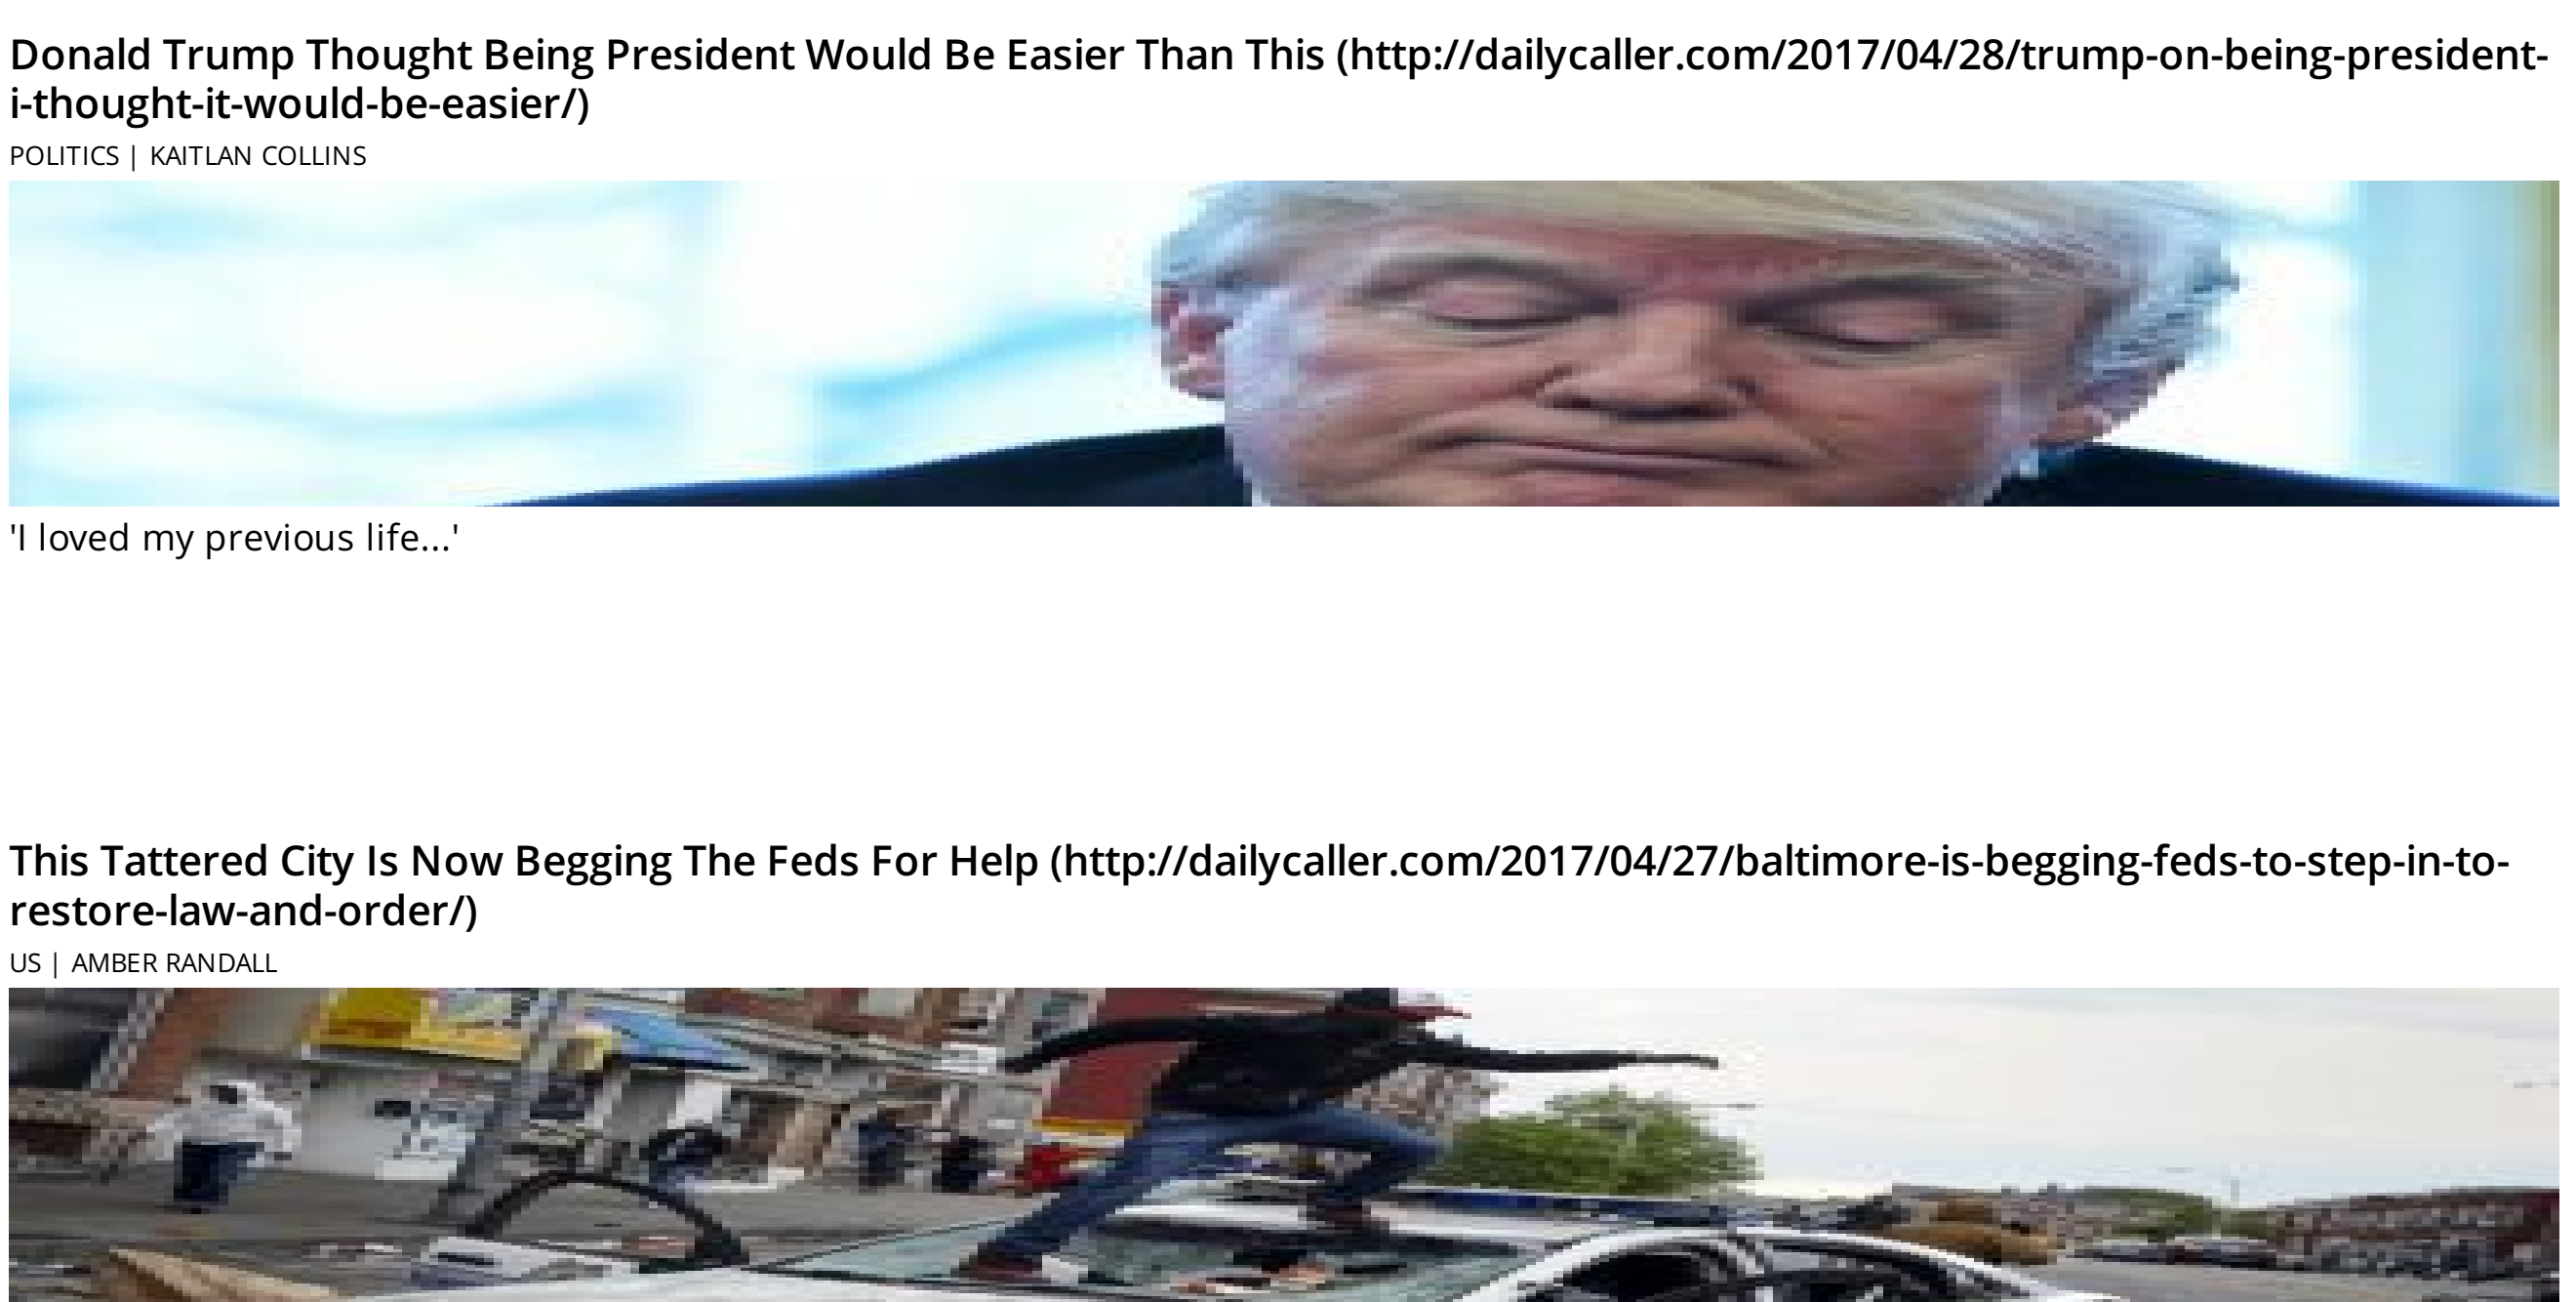 Donald Trump Thought Being President Would Be Easier Than This (http://dailycaller.com/2017/04/28/trump-on-being-president-
i-thought-it-would-be-easier/)
POLITICS | KAITLAN COLLINS
'I loved my previous life...'
This Tattered City Is Now Begging The Feds For Help (http://dailycaller.com/2017/04/27/baltimore-is-begging-feds-to-step-in-to-
restore-law-and-order/)
US | AMBER RANDALL